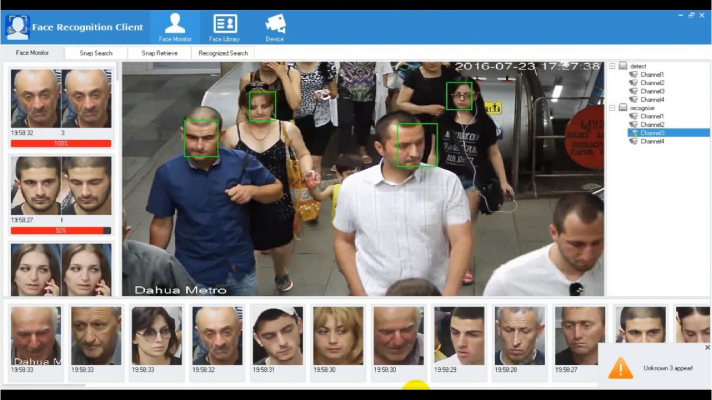 Face Recognition Client
Face Monitor
Face Library
Device
Face Monitor
Snap Search
Snap Retrieve
Recognized Search
19:58:32 3
100%
19:58:27
92%
2016-07-23 17:27:38
Dahua Metro
detect
Channel1
Channel2
Channel3
Channel4
recognise
Channel1
Channel2
Channel3
Channel4
Dahua M
19:58:33
19:58:33
19:58:33
19:58:32
19:58:31
19:58:30
19:58:30
19:58:29
19:58:28
19:58:27
Unknown 3 appear!